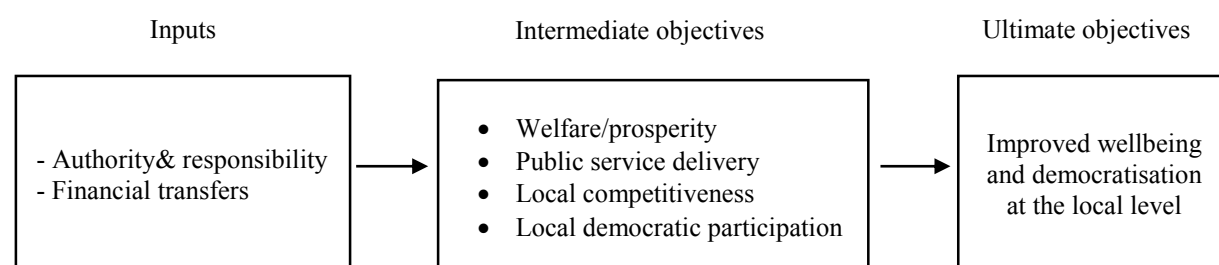 Inputs
Intermediate objectives
Ultimate objectives
- Authority& responsibility
- Financial transfers
• Welfare/prosperity
• Public service delivery
• Local competitiveness
• Local democratic participation
Improved wellbeing
and democratisation
at the local level